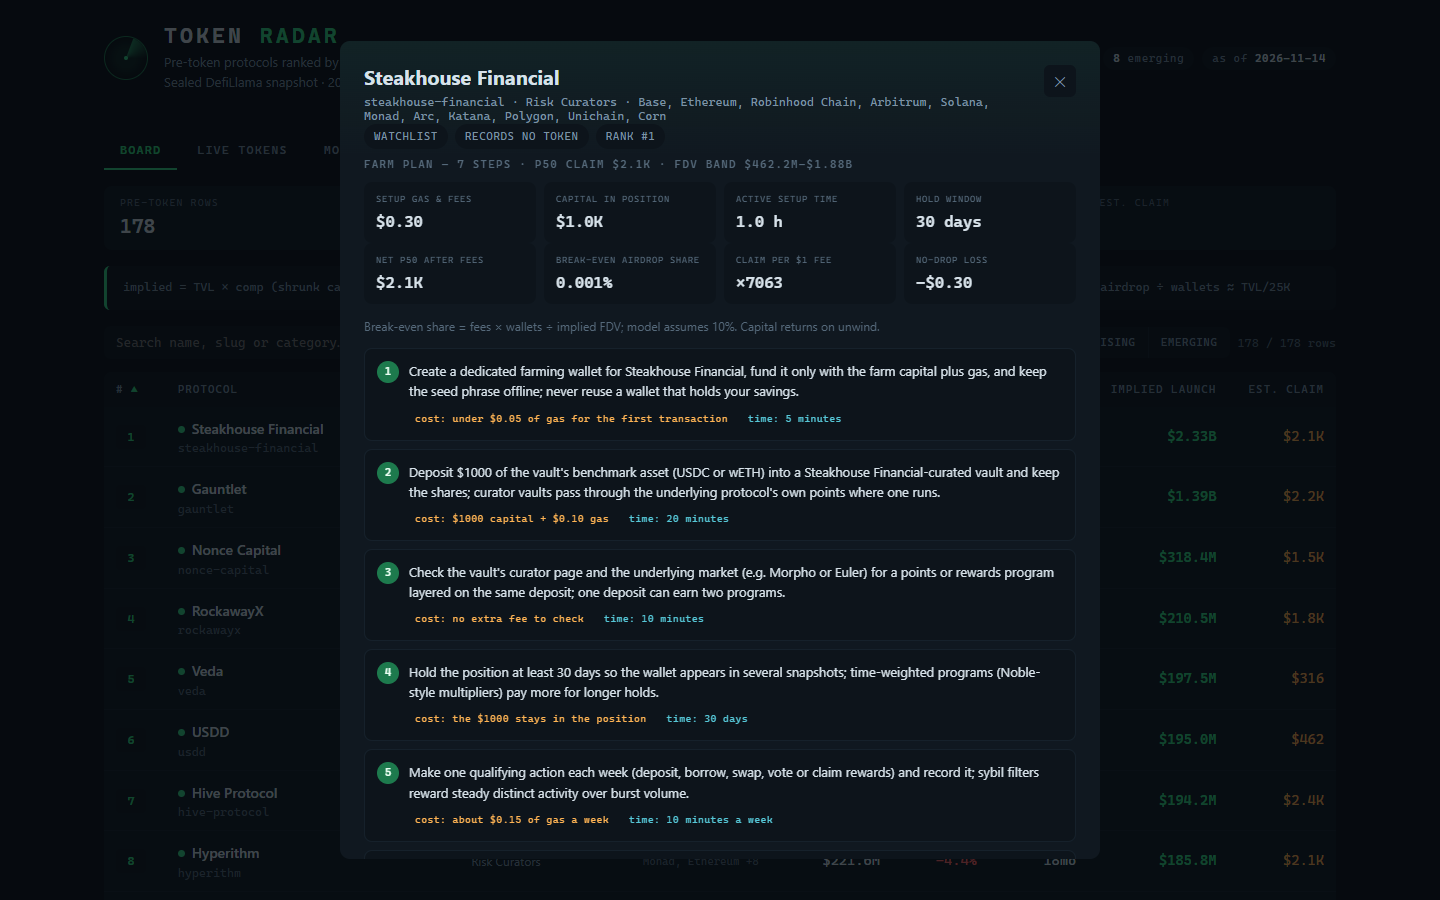 TOKEN RADAR
Pre-token protocols ranked by
Sealed DefiLlama snapshot · 20
8 emerging
as of 2026-11-14
BOARD
LIVE TOKENS
MO
PRE-TOKEN ROWS
178
EST. CLAIM
implied = TVL × comp (shrunk ca
airdrop ÷ wallets ≈ TVL/25K
Search name, slug or category.
ISING
EMERGING
178 / 178 rows
# ▲
PROTOCOL
IMPLIED LAUNCH
EST. CLAIM
1
Steakhouse Financial
steakhouse-financial
$2.33B
$2.1K
2
Gauntlet
gauntlet
$1.39B
$2.2K
3
Nonce Capital
nonce-capital
$318.4M
$1.5K
4
RockawayX
rockawayx
$210.5M
$1.8K
5
Veda
veda
$197.5M
$316
6
USDD
usdd
$195.0M
$462
7
Hive Protocol
hive-protocol
$194.2M
$2.4K
8
Hyperithm
hyperithm
Risk Curators
Monad, Ethereum +8
$221.6M
-4.4%
18mo
$185.8M
$2.1K
Steakhouse Financial
steakhouse-financial · Risk Curators · Base, Ethereum, Robinhood Chain, Arbitrum, Solana,
Monad, Arc, Katana, Polygon, Unichain, Corn
WATCHLIST
RECORDS NO TOKEN
RANK #1
FARM PLAN — 7 STEPS · P50 CLAIM $2.1K · FDV BAND $462.2M–$1.88B
SETUP GAS & FEES
$0.30
CAPITAL IN POSITION
$1.0K
ACTIVE SETUP TIME
1.0 h
HOLD WINDOW
30 days
NET P50 AFTER FEES
$2.1K
BREAK-EVEN AIRDROP SHARE
0.001%
CLAIM PER $1 FEE
×7063
NO-DROP LOSS
−$0.30
Break-even share = fees × wallets ÷ implied FDV; model assumes 10%. Capital returns on unwind.
1
Create a dedicated farming wallet for Steakhouse Financial, fund it only with the farm capital plus gas, and keep
the seed phrase offline; never reuse a wallet that holds your savings.
cost: under $0.05 of gas for the first transaction
time: 5 minutes
2
Deposit $1000 of the vault's benchmark asset (USDC or wETH) into a Steakhouse Financial-curated vault and keep
the shares; curator vaults pass through the underlying protocol's own points where one runs.
cost: $1000 capital + $0.10 gas
time: 20 minutes
3
Check the vault's curator page and the underlying market (e.g. Morpho or Euler) for a points or rewards program
layered on the same deposit; one deposit can earn two programs.
cost: no extra fee to check
time: 10 minutes
4
Hold the position at least 30 days so the wallet appears in several snapshots; time-weighted programs (Noble-
style multipliers) pay more for longer holds.
cost: the $1000 stays in the position
time: 30 days
5
Make one qualifying action each week (deposit, borrow, swap, vote or claim rewards) and record it; sybil filters
reward steady distinct activity over burst volume.
cost: about $0.15 of gas a week
time: 10 minutes a week